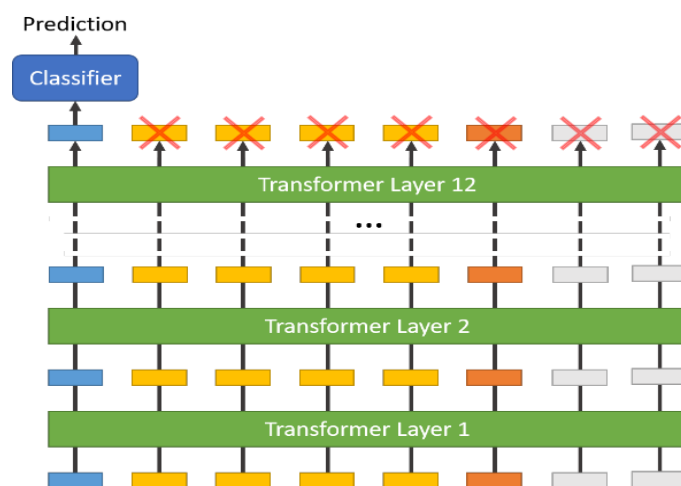 Prediction
Classifier
Transformer Layer 12
...
Transformer Layer 2
Transformer Layer 1